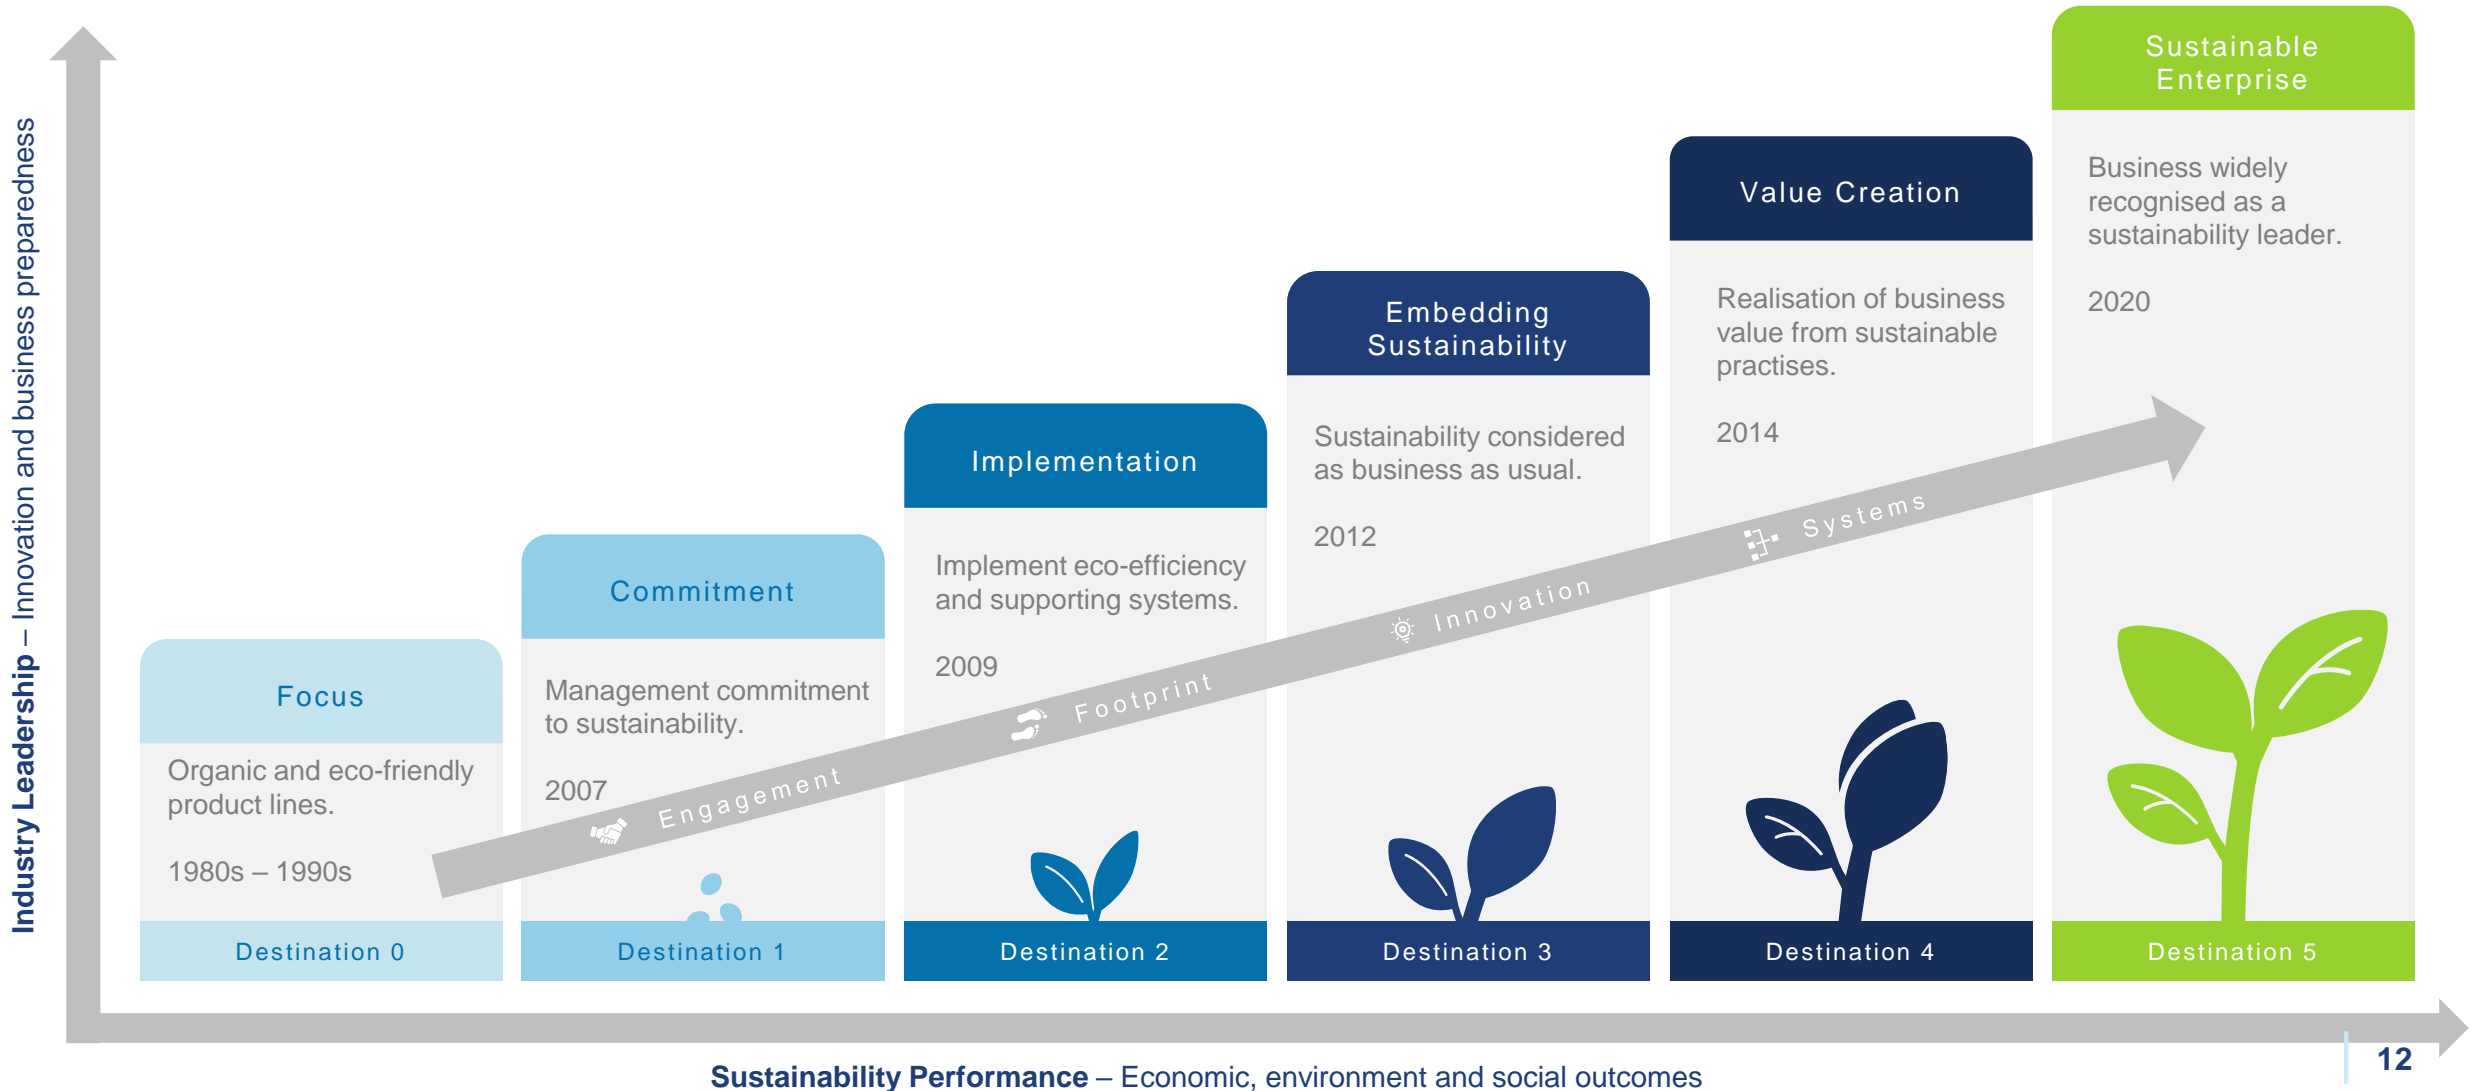 Industry Leadership – Innovation and business preparedness
Focus
Organic and eco-friendly
product lines.
1980s – 1990s
Destination 0
Commitment
Management commitment
to sustainability.
2007
Destination 1
Implementation
Implement eco-efficiency
and supporting systems.
2009
Destination 2
Embedding
Sustainability
Sustainability considered
as business as usual.
2012
Destination 3
Value Creation
Realisation of business
value from sustainable
practises.
2014
Destination 4
Sustainable
Enterprise
Business widely
recognised as a
sustainability leader.
2020
Destination 5
Engagement
Footprint
Innovation
Systems
Sustainability Performance – Economic, environment and social outcomes
12